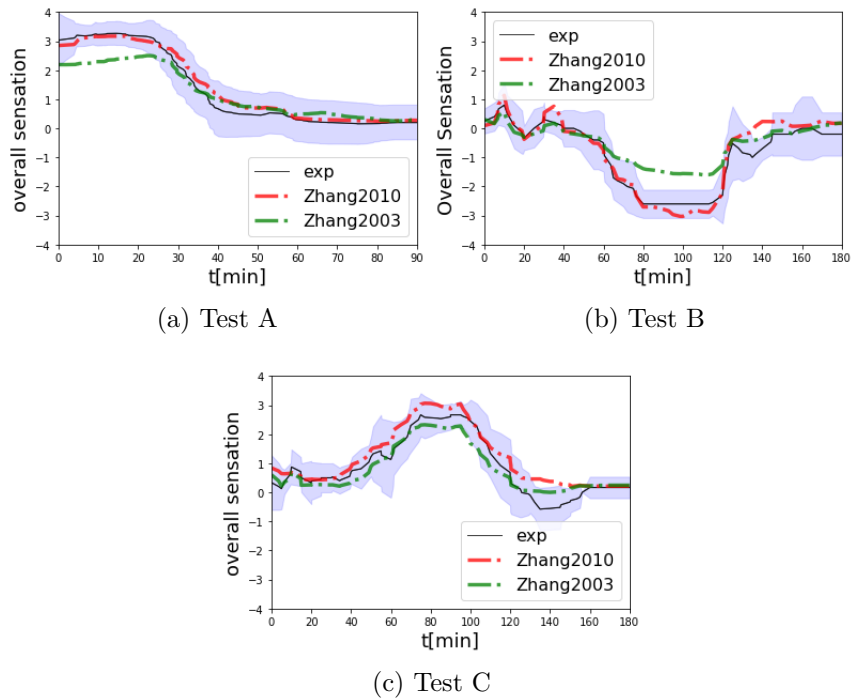 overall sensation
4
3
2
1
0
−1
−2
−3
−4
exp
Zhang2010
Zhang2003
0 10 20 30 40 50 60 70 80 90
t[min]
(a) Test A
Overall sensation
4
3
2
1
0
−1
−2
−3
−4
exp
Zhang2010
Zhang2003
0 20 40 60 80 100 120 140 160 180
t[min]
(b) Test B
overall sensation
4
3
2
1
0
−1
−2
−3
−4
exp
Zhang2010
Zhang2003
0 20 40 60 80 100 120 140 160 180
t[min]
(c) Test C